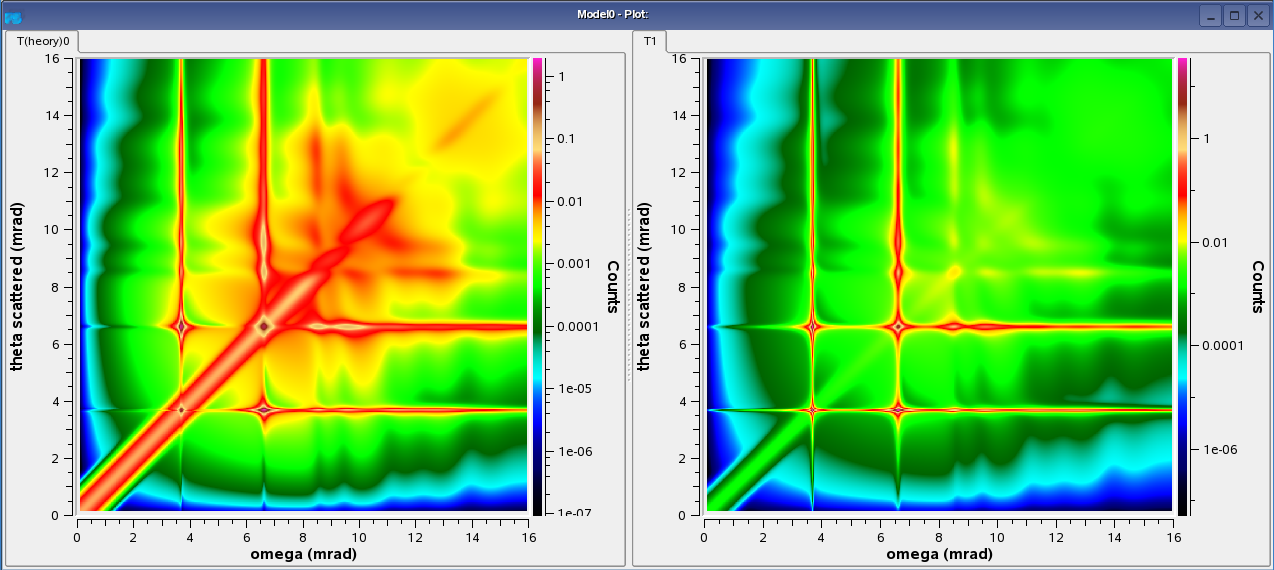 Model0 - Plot:
T(heory)0
T1
16
14
12
10
8
6
4
2
0
0 2 4 6 8 10 12 14 16
theta scattered (mrad)
omega (mrad)
1
0.1
0.01
0.001
0.0001
1e-05
1e-06
1e-07
Counts
16
14
12
10
8
6
4
2
0
0 2 4 6 8 10 12 14 16
theta scattered (mrad)
omega (mrad)
1
0.01
0.0001
1e-06
Counts